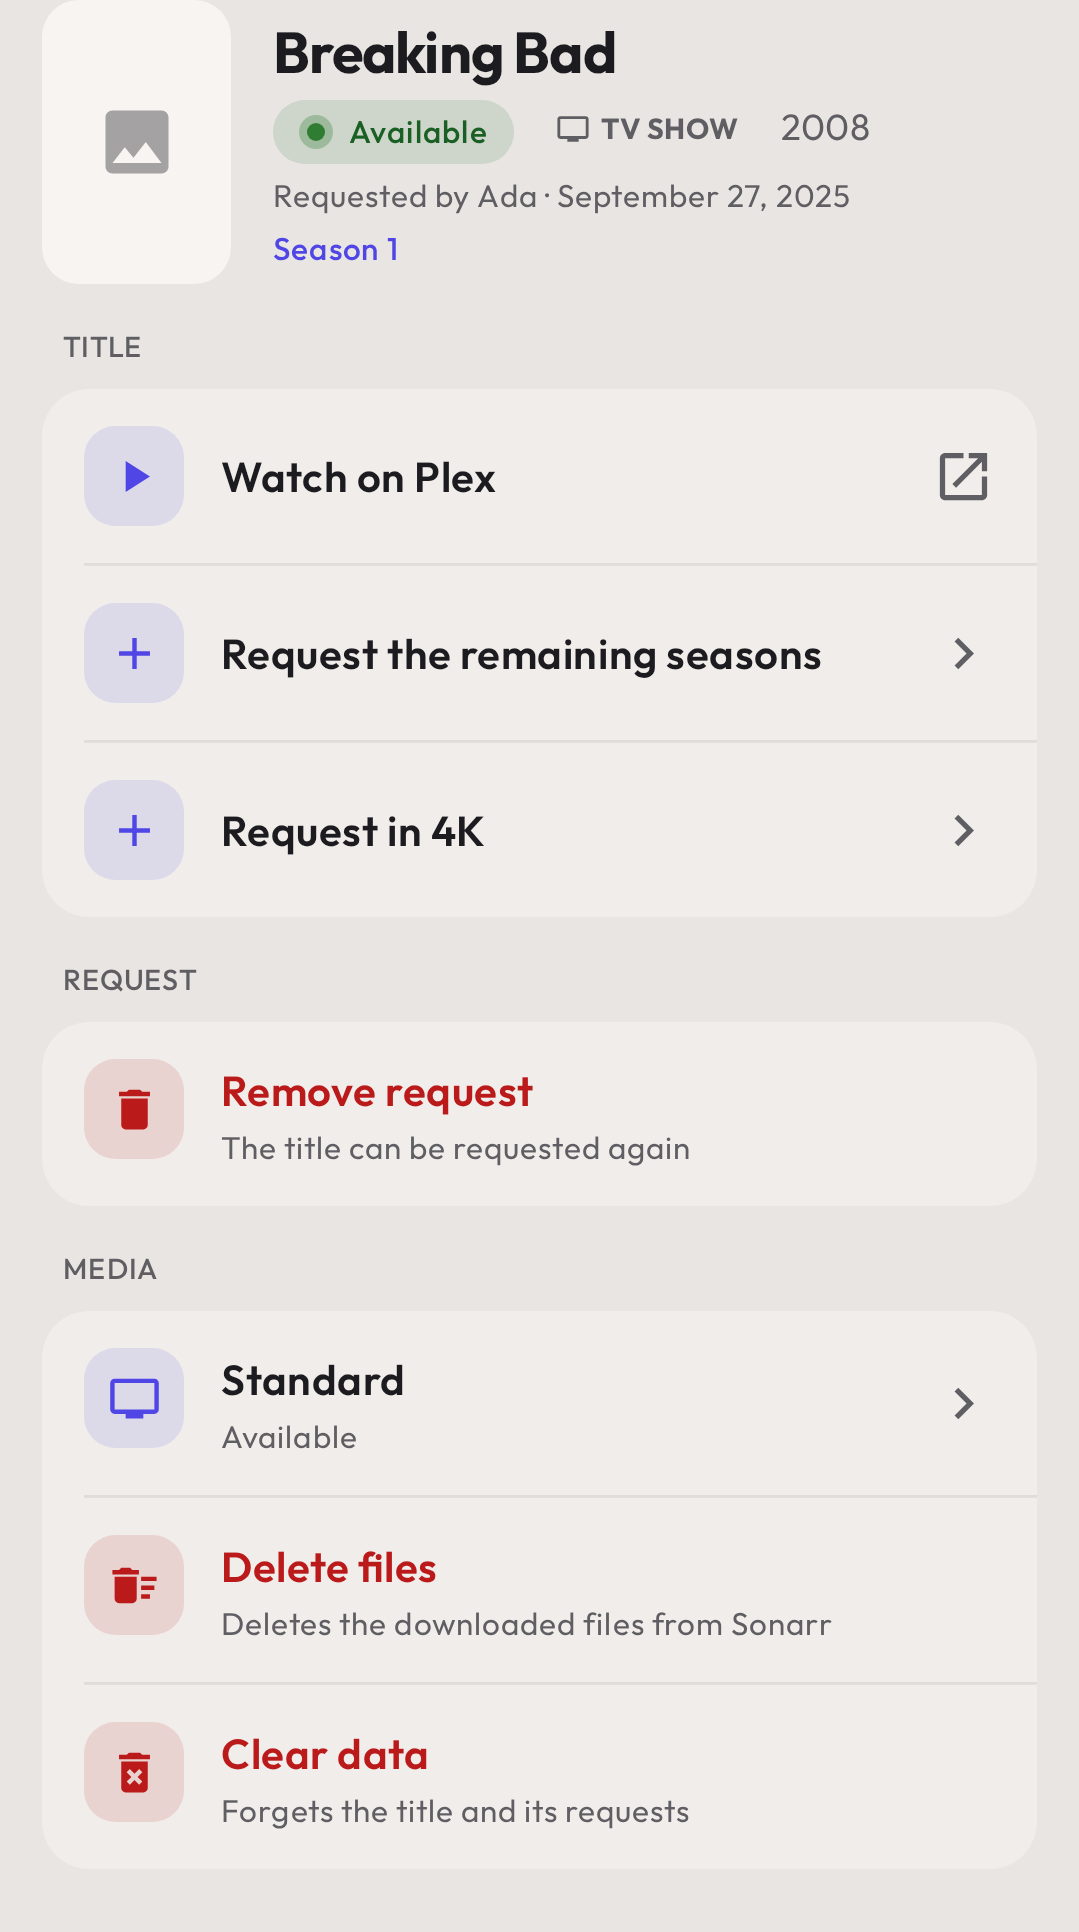 Breaking Bad
Available TV SHOW 2008
Requested by Ada · September 27, 2025
Season 1
TITLE
Watch on Plex
Request the remaining seasons
Request in 4K
REQUEST
Remove request
The title can be requested again
MEDIA
Standard
Available
Delete files
Deletes the downloaded files from Sonarr
Clear data
Forgets the title and its requests